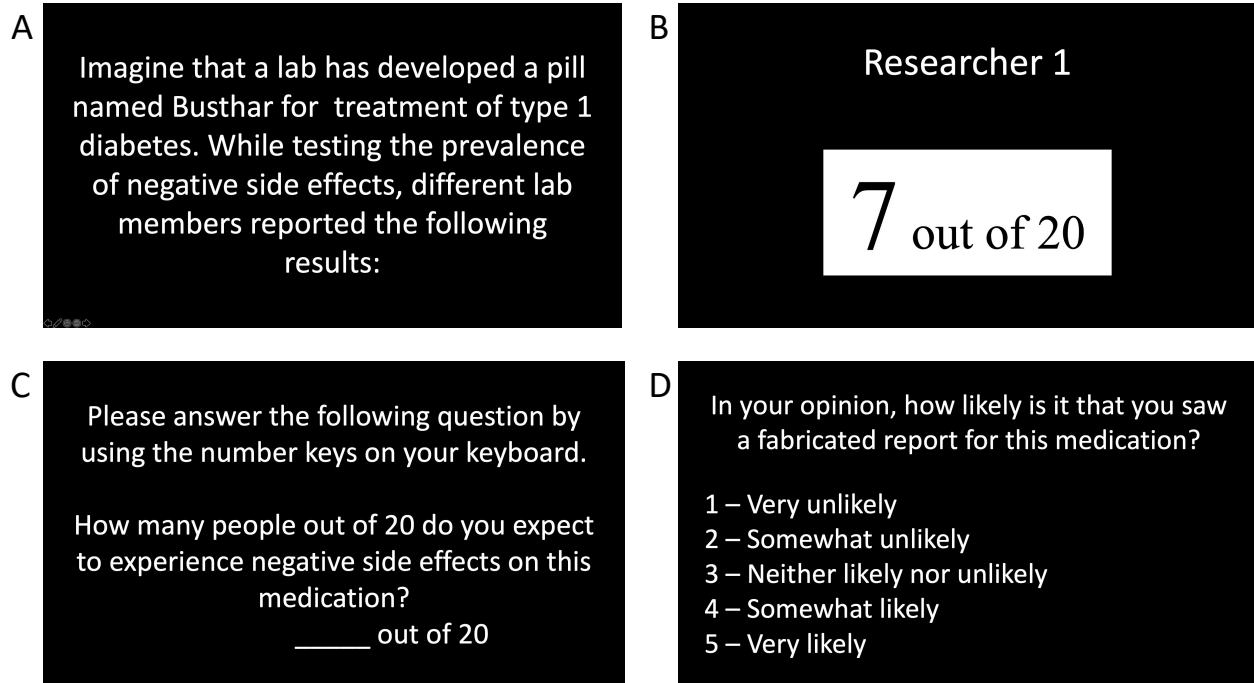 A
Imagine that a lab has developed a pill
named Busthar for treatment of type 1
diabetes. While testing the prevalence
of negative side effects, different lab
members reported the following
results:
B
Researcher 1
7 out of 20
C
Please answer the following question by
using the number keys on your keyboard.
How many people out of 20 do you expect
to experience negative side effects on this
medication?
_____ out of 20
D
In your opinion, how likely is it that you saw
a fabricated report for this medication?
1 – Very unlikely
2 – Somewhat unlikely
3 – Neither likely nor unlikely
4 – Somewhat likely
5 – Very likely